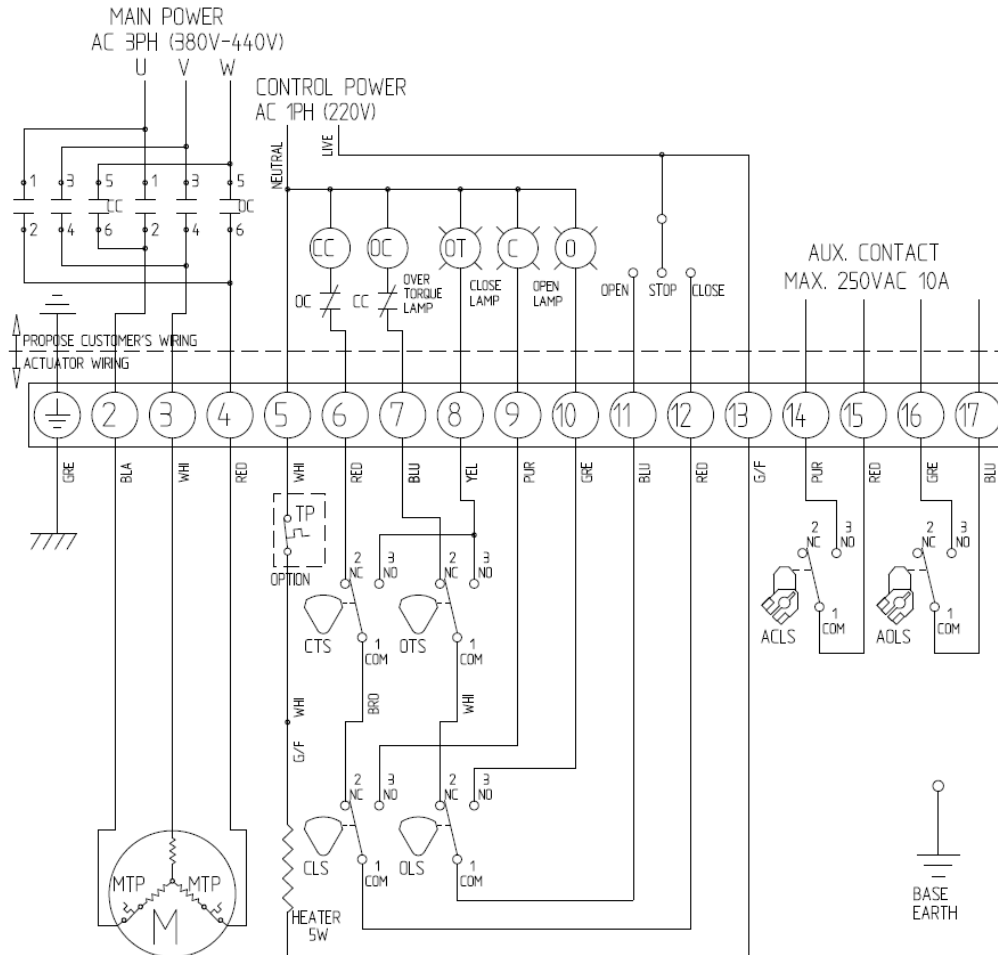 MAIN POWER
AC 3PH (380V-440V)
U V W
CONTROL POWER
AC 1PH (220V)
NEUTRAL
LIVE
1 3 5 1 3 5
CC OC
2 4 6 2 4 6
CC OC OT C O
OC
CC
OVER
TORQUE
LAMP
CLOSE
LAMP
OPEN
LAMP
OPEN STOP CLOSE
AUX. CONTACT
MAX. 250VAC 10A
PROPOSE CUSTOMER'S WIRING
ACTUATOR WIRING
2 3 4 5 6 7 8 9 10 11 12 13 14 15 16 17
GRE BLA WHI RED WHI RED BLU YEL PUR GRE BLU RED G/F PUR RED GRE BLU
TP
OPTION
2 NC 3 NO 2 NC 3 NO
CTS 1 COM OTS 1 COM
2 NC 3 NO 2 NC 3 NO
ACLS 1 COM AOLS 1 COM
WHI
BRO
WHI
G/F
2 NC 3 NO 2 NC 3 NO
CLS 1 COM OLS 1 COM
MTP MTP
M
HEATER
5W
BASE
EARTH